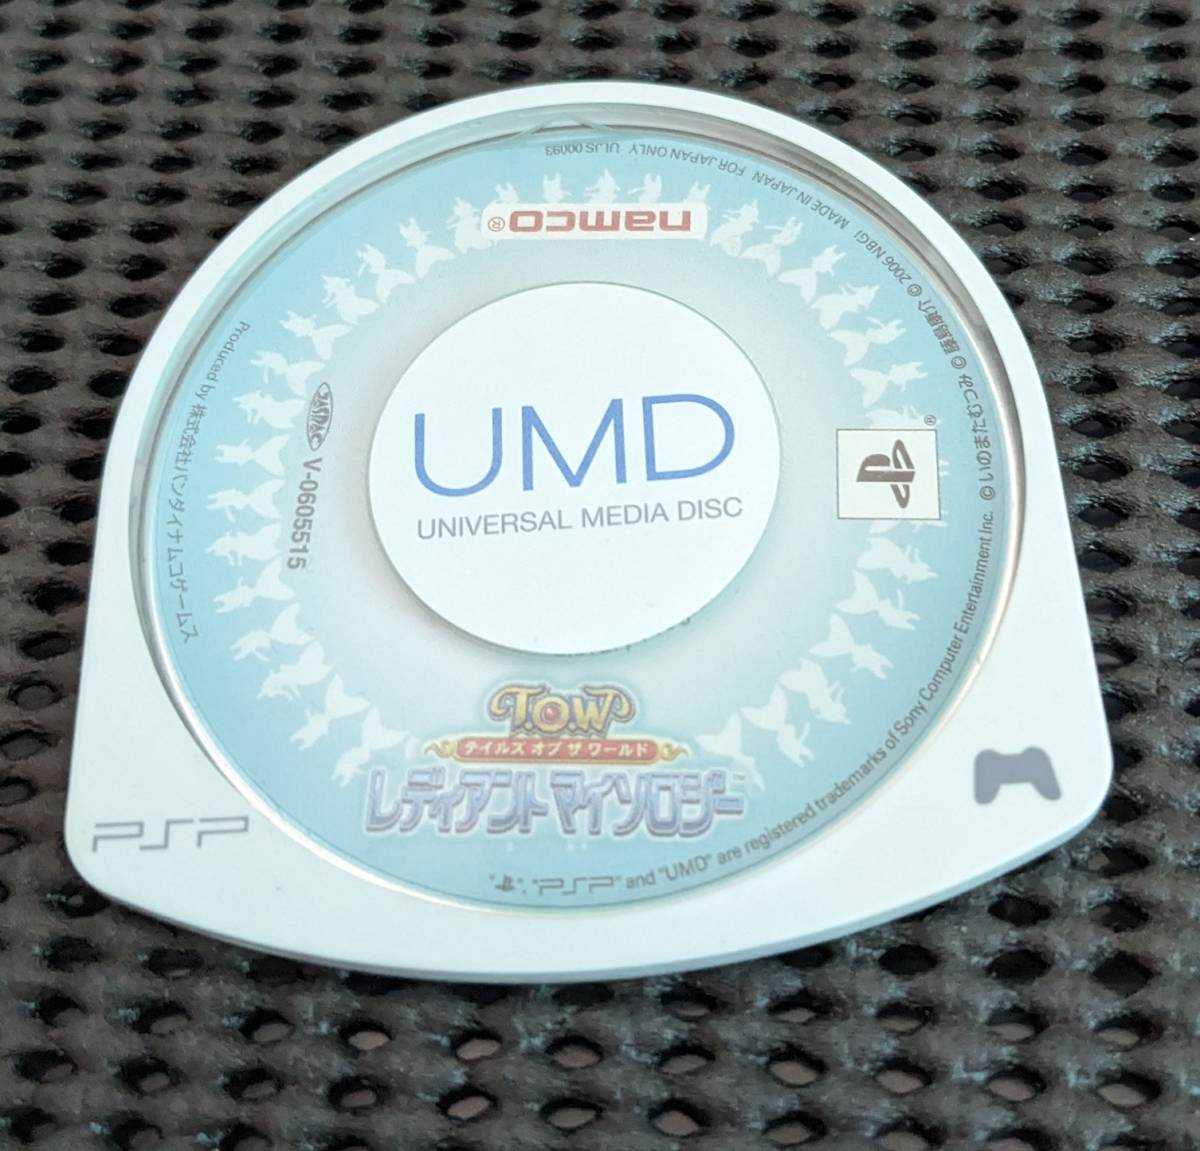 MADE IN JAPAN FOR JAPAN ONLY ULJS 00093
namco®
Produced by 株式会社バンダイナムコゲームス
JASRAC
V-0605515
UMD
UNIVERSAL MEDIA DISC
®
© いのまたむつみ © 藤島康介 © 2006 NBGI
T.O.W
テイルズ オブ ザ ワールド
レディアント マイソロジー™
PSP
" ", "PSP" and "UMD" are registered trademarks of Sony Computer Entertainment Inc.